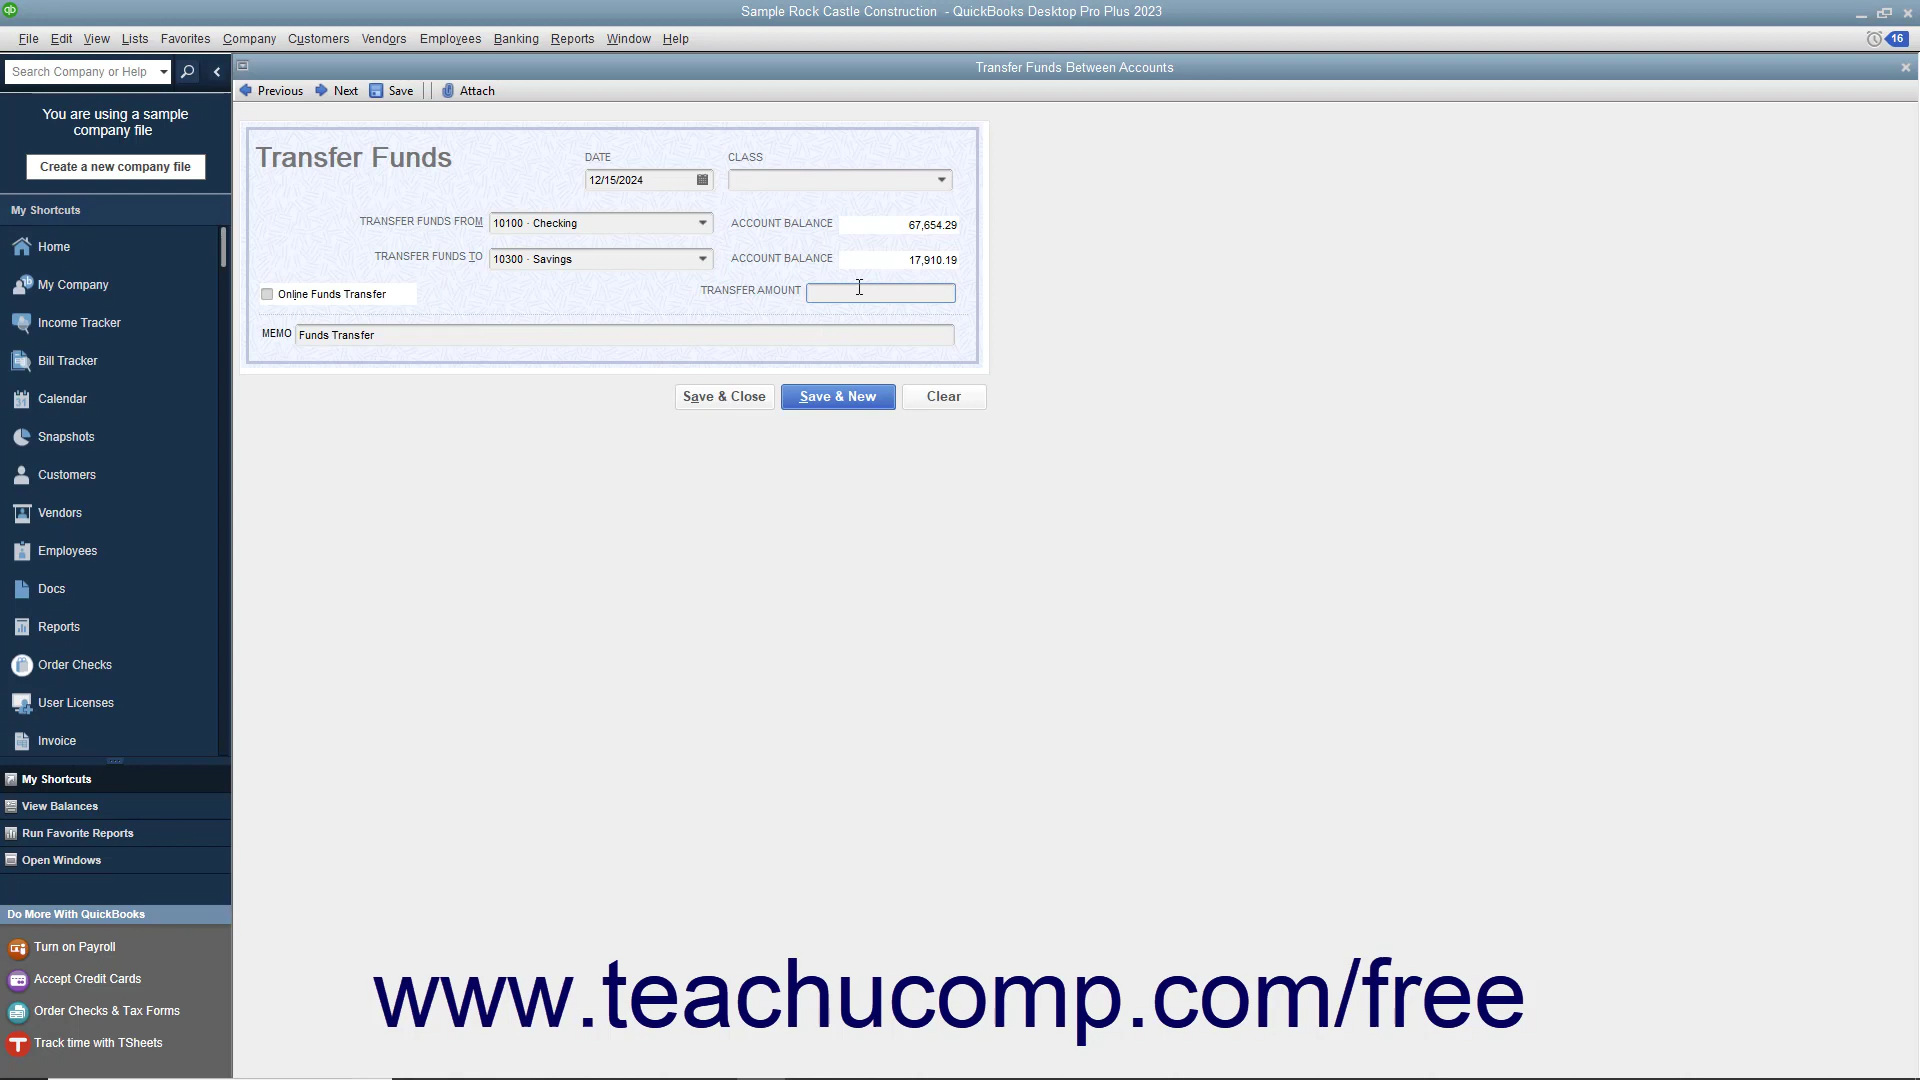 Sample Rock Castle Construction - QuickBooks Desktop Pro Plus 2023
File Edit View Lists Favorites Company Customers Vendors Employees Banking Reports Window Help
16
Search Company or Help
Transfer Funds Between Accounts
Previous Next Save Attach
You are using a sample
company file
Create a new company file
My Shortcuts
Home
My Company
Income Tracker
Bill Tracker
Calendar
Snapshots
Customers
Vendors
Employees
Docs
Reports
Order Checks
User Licenses
Invoice
My Shortcuts
View Balances
Run Favorite Reports
Open Windows
Do More With QuickBooks
Turn on Payroll
Accept Credit Cards
Order Checks & Tax Forms
Track time with TSheets
Transfer Funds
DATE
CLASS
12/15/2024
TRANSFER FUNDS FROM 10100 · Checking ACCOUNT BALANCE 67,654.29
TRANSFER FUNDS TO 10300 · Savings ACCOUNT BALANCE 17,910.19
Online Funds Transfer TRANSFER AMOUNT
MEMO Funds Transfer
Save & Close Save & New Clear
www.teachucomp.com/free